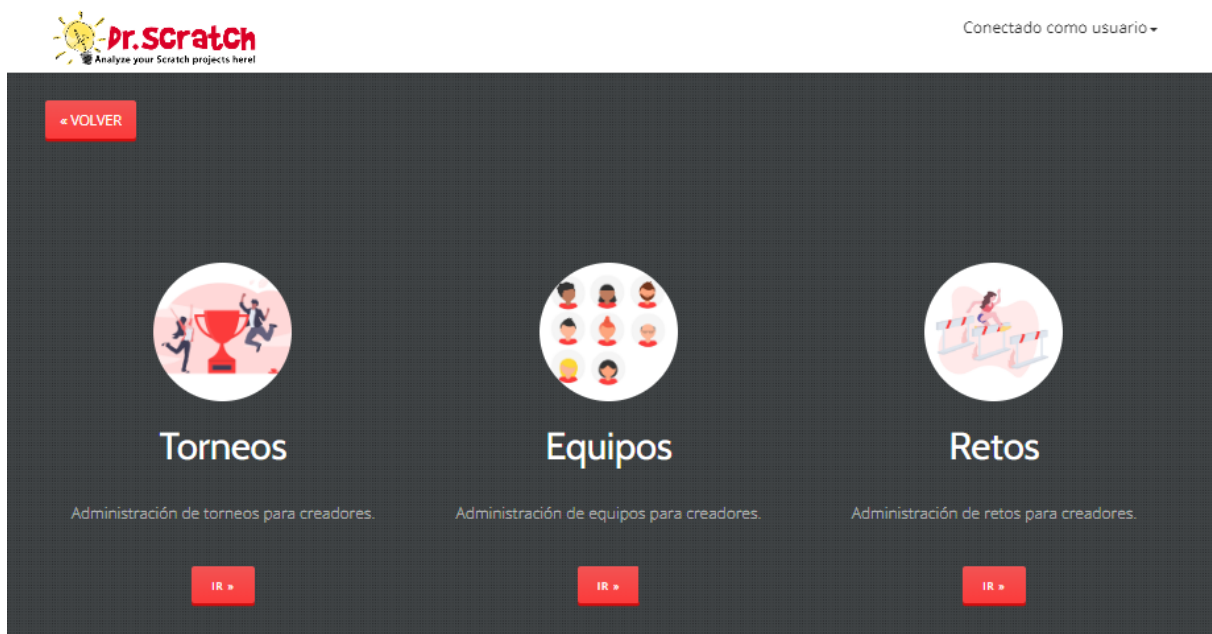 Dr.Scratch
Analyze your Scratch projects here!
Conectado como usuario
« VOLVER
Torneos
Equipos
Retos
Administración de torneos para creadores.
Administración de equipos para creadores.
Administración de retos para creadores.
IR »
IR »
IR »